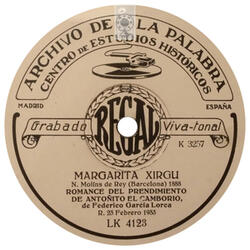 ARCHIVO DE LA PALABRA
CENTRO DE ESTUDIOS HISTÓRICOS
MADRID
ESPAÑA
REGAL
Grabado
Viva-tonal
K 3257
MARGARITA XIRGU
N. Molins de Rey (Barcelona) 1888
ROMANCE DEL PRENDIMIENTO
DE ANTOÑITO EL CAMBORIO,
de Federico García Lorca
R. 23 Febrero 1933
LK 4123